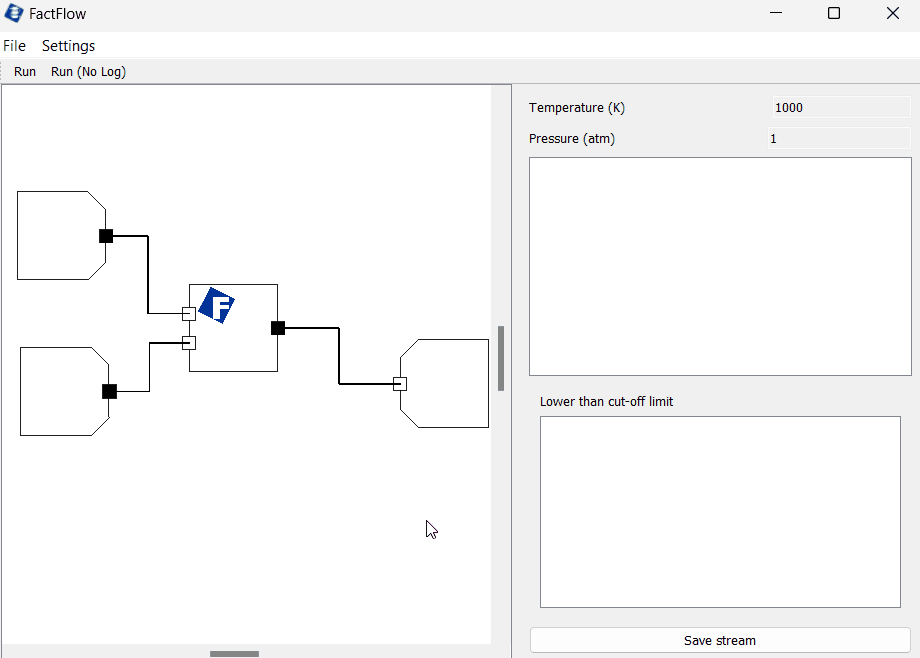 FactFlow
File Settings
Run Run (No Log)
Temperature (K) 1000
Pressure (atm) 1
F
Lower than cut-off limit
Save stream